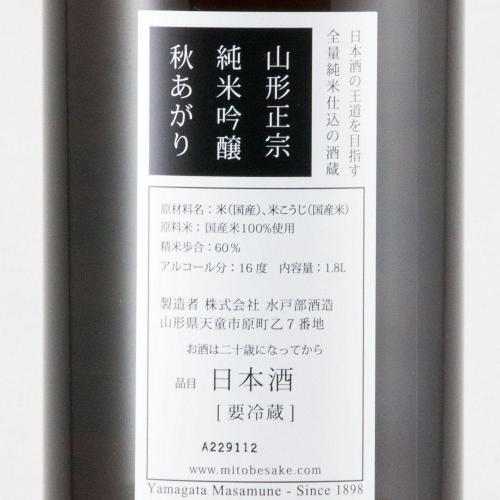 日本酒の王道を目指す
全量純米仕込の酒蔵
山形正宗
純米吟醸
秋あがり
原材料名：米（国産）、米こうじ（国産米）
原料米：国産米100%使用
精米歩合：60%
アルコール分：16度　内容量：1.8L
製造者 株式会社 水戸部酒造
山形県天童市原町乙7番地
お酒は二十歳になってから
品目 日本酒
[要冷蔵]
A229112
www.mitobesake.com
Yamagata Masamune - Since 1898